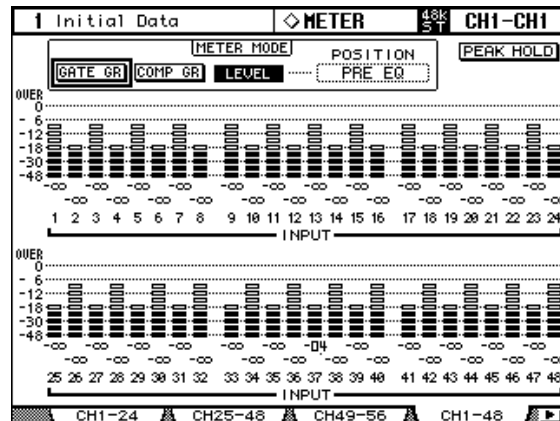 1 Initial Data ◇METER 48k ST CH1-CH1
METER MODE
POSITION
PEAK HOLD
GATE GR COMP GR LEVEL PRE EQ
OVER
0
-6
-12
-18
-30
-48
-∞ -∞ -∞ -∞ -∞ -∞ -∞ -∞ -∞ -∞ -∞ -∞
-∞ -∞ -∞ -∞ -∞ -∞ -∞ -∞ -∞ -∞ -∞ -∞
1 2 3 4 5 6 7 8 9 10 11 12 13 14 15 16 17 18 19 20 21 22 23 24
INPUT
OVER
0
-6
-12
-18
-30
-48
-∞ -∞ -∞ -∞ -∞ -∞ -04 -∞ -∞ -∞ -∞ -∞
-∞ -∞ -∞ -∞ -∞ -∞ -∞ -∞ -∞ -∞ -∞ -∞
25 26 27 28 29 30 31 32 33 34 35 36 37 38 39 40 41 42 43 44 45 46 47 48
INPUT
CH1-24 CH25-48 CH49-56 CH1-48